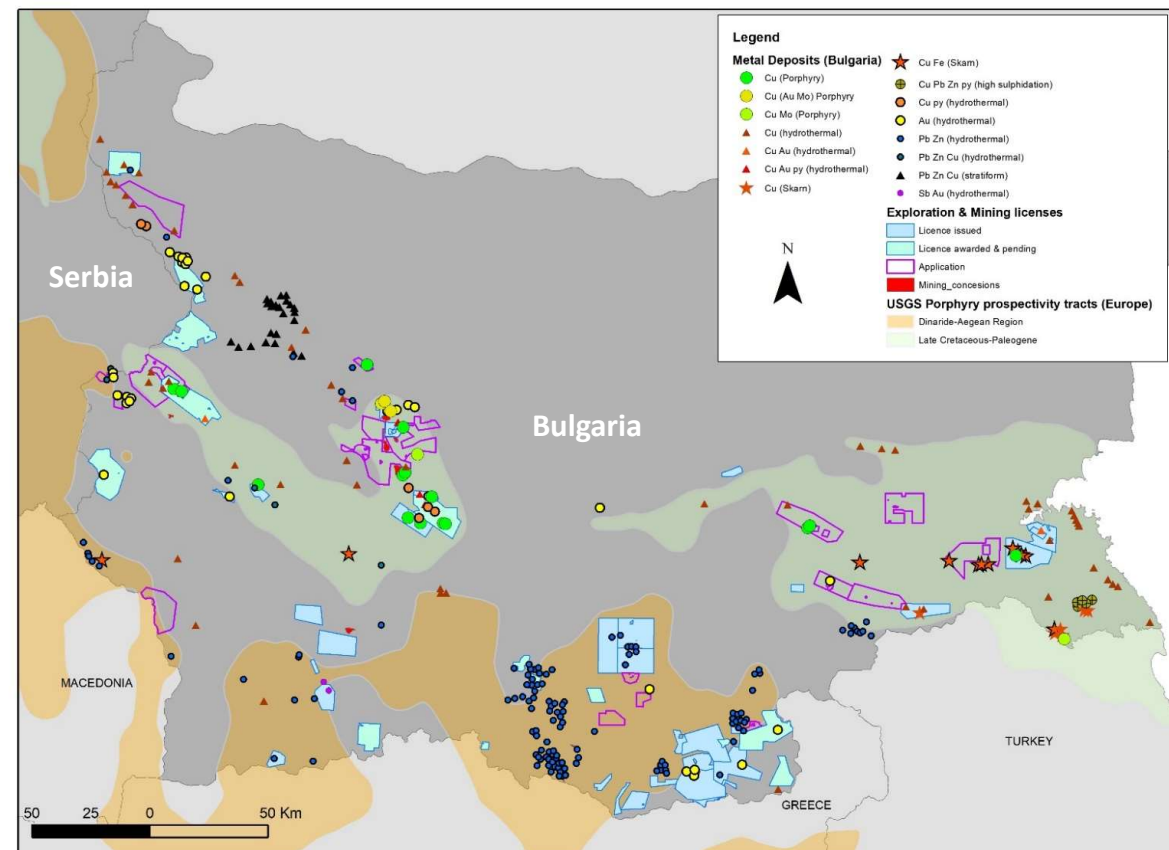 Legend
Metal Deposits (Bulgaria)
Cu (Porphyry)
Cu (Au Mo) Porphyry
Cu Mo (Porphyry)
Cu (hydrothermal)
Cu Au (hydrothermal)
Cu Au py (hydrothermal)
Cu (Skarn)
Cu Fe (Skarn)
Cu Pb Zn py (high sulphidation)
Cu py (hydrothermal)
Au (hydrothermal)
Pb Zn (hydrothermal)
Pb Zn Cu (hydrothermal)
Pb Zn Cu (stratiform)
Sb Au (hydrothermal)
Exploration & Mining licenses
Licence issued
Licence awarded & pending
Application
Mining_concesions
USGS Porphyry prospectivity tracts (Europe)
Dinaride-Aegean Region
Late Cretaceous-Paleogene
N
Serbia
Bulgaria
MACEDONIA
TURKEY
GREECE
50 25 0 50 Km